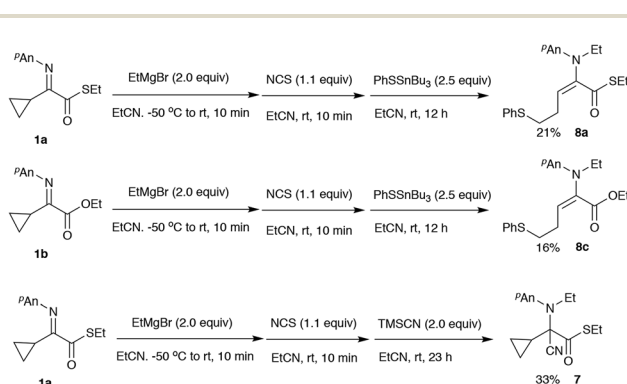 PAn N
SEt
O
1a
EtMgBr (2.0 equiv)
EtCN. -50 °C to rt, 10 min
NCS (1.1 equiv)
EtCN, rt, 10 min
PhSSnBu3 (2.5 equiv)
EtCN, rt, 12 h
PAn N Et
SEt
O
PhS
21% 8a
PAn N
OEt
O
1b
EtMgBr (2.0 equiv)
EtCN. -50 °C to rt, 10 min
NCS (1.1 equiv)
EtCN, rt, 10 min
PhSSnBu3 (2.5 equiv)
EtCN, rt, 12 h
PAn N Et
OEt
O
PhS
16% 8c
PAn N
SEt
O
1a
EtMgBr (2.0 equiv)
EtCN. -50 °C to rt, 10 min
NCS (1.1 equiv)
EtCN, rt, 10 min
TMSCN (2.0 equiv)
EtCN, rt, 23 h
PAn N Et
SEt
CN O
33% 7